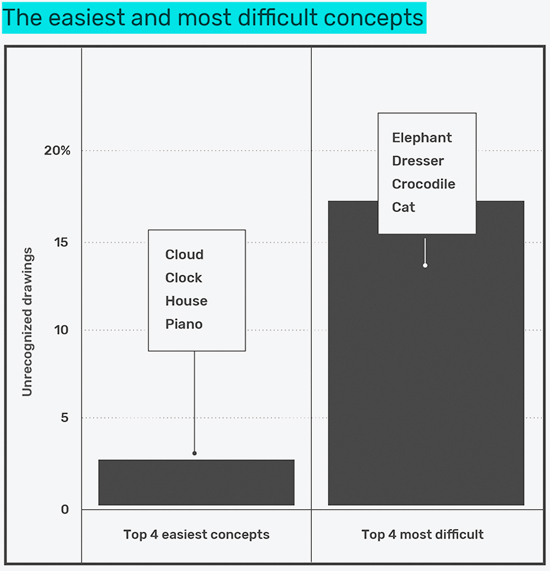 The easiest and most difficult concepts
Unrecognized drawings
20%
15
10
5
0
Cloud
Clock
House
Piano
Elephant
Dresser
Crocodile
Cat
Top 4 easiest concepts
Top 4 most difficult